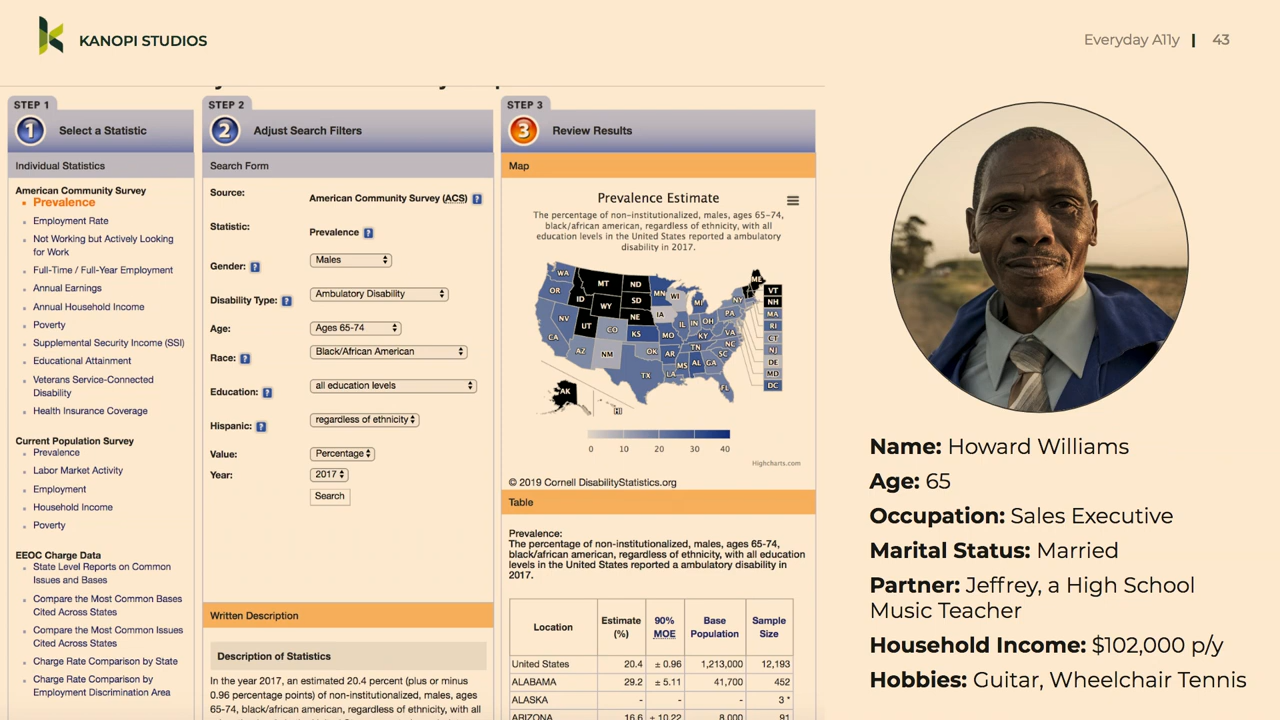 KANOPI STUDIOS
Everyday A11y | 43
STEP 1
1 Select a Statistic
Individual Statistics
American Community Survey
Prevalence
Employment Rate
Not Working but Actively Looking
for Work
Full-Time / Full-Year Employment
Annual Earnings
Annual Household Income
Poverty
Supplemental Security Income (SSI)
Educational Attainment
Veterans Service-Connected
Disability
Health Insurance Coverage
Current Population Survey
Prevalence
Labor Market Activity
Employment
Household Income
Poverty
EEOC Charge Data
State Level Reports on Common
Issues and Bases
Compare the Most Common Bases
Cited Across States
Compare the Most Common Issues
Cited Across States
Charge Rate Comparison by State
Charge Rate Comparison by
Employment Discrimination Area
STEP 2
2 Adjust Search Filters
Search Form
Source: American Community Survey (ACS) ?
Statistic: Prevalence ?
Gender: ? Males
Disability Type: ? Ambulatory Disability
Age: Ages 65-74
Race: ? Black/African American
Education: ? all education levels
Hispanic: ? regardless of ethnicity
Value: Percentage
Year: 2017
Search
Written Description
Description of Statistics
In the year 2017, an estimated 20.4 percent (plus or minus
0.96 percentage points) of non-institutionalized, males, ages
65-74, black/african american, regardless of ethnicity, with all
STEP 3
3 Review Results
Map
Prevalence Estimate
The percentage of non-institutionalized, males, ages 65-74,
black/african american, regardless of ethnicity, with all
education levels in the United States reported a ambulatory
disability in 2017.
WA
MT
ND
MN
WI
MI
ME
VT
OR
ID
SD
NY
NH
WY
IA
MA
NE
PA
RI
NV
UT
CO
KS
MO
IL
IN
OH
CT
CA
KY
VA
NJ
AZ
NM
OK
AR
TN
NC
DE
MS
AL
GA
SC
MD
TX
LA
FL
DC
AK
HI
0 10 20 30 40
Highcharts.com
© 2019 Cornell DisabilityStatistics.org
Table
Prevalence:
The percentage of non-institutionalized, males, ages 65-74,
black/african american, regardless of ethnicity, with all education
levels in the United States reported a ambulatory disability in
2017.
Location Estimate (%) 90% MOE Base Population Sample Size
United States 20.4 ± 0.96 1,213,000 12,193
ALABAMA 29.2 ± 5.11 41,700 452
ALASKA - - - 3 *
ARIZONA 16.6 ± 10.22 8,000 91
Name: Howard Williams
Age: 65
Occupation: Sales Executive
Marital Status: Married
Partner: Jeffrey, a High School
Music Teacher
Household Income: $102,000 p/y
Hobbies: Guitar, Wheelchair Tennis